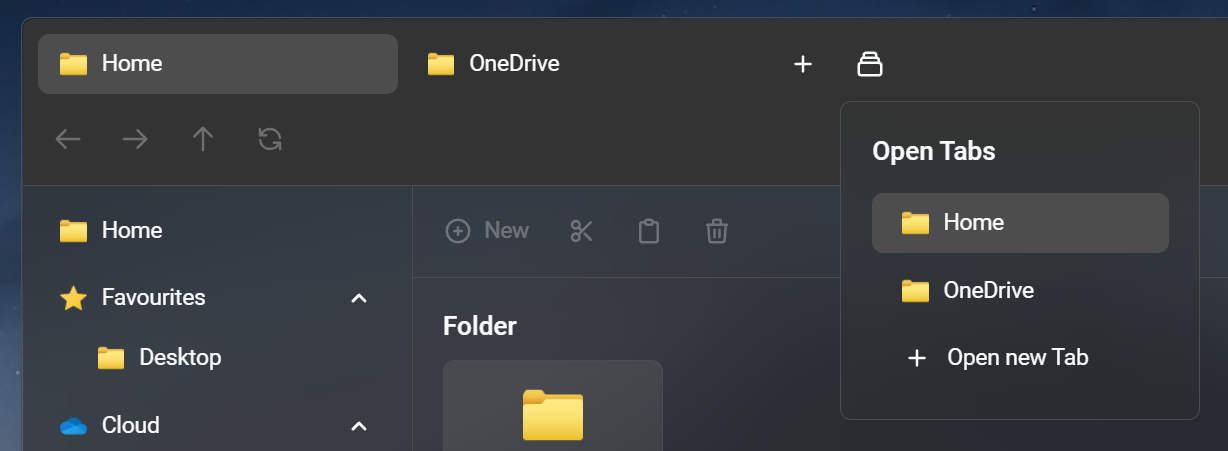 Home
OneDrive
Open Tabs
Home
OneDrive
Open new Tab
Home
Favourites
Desktop
Cloud
New
Folder